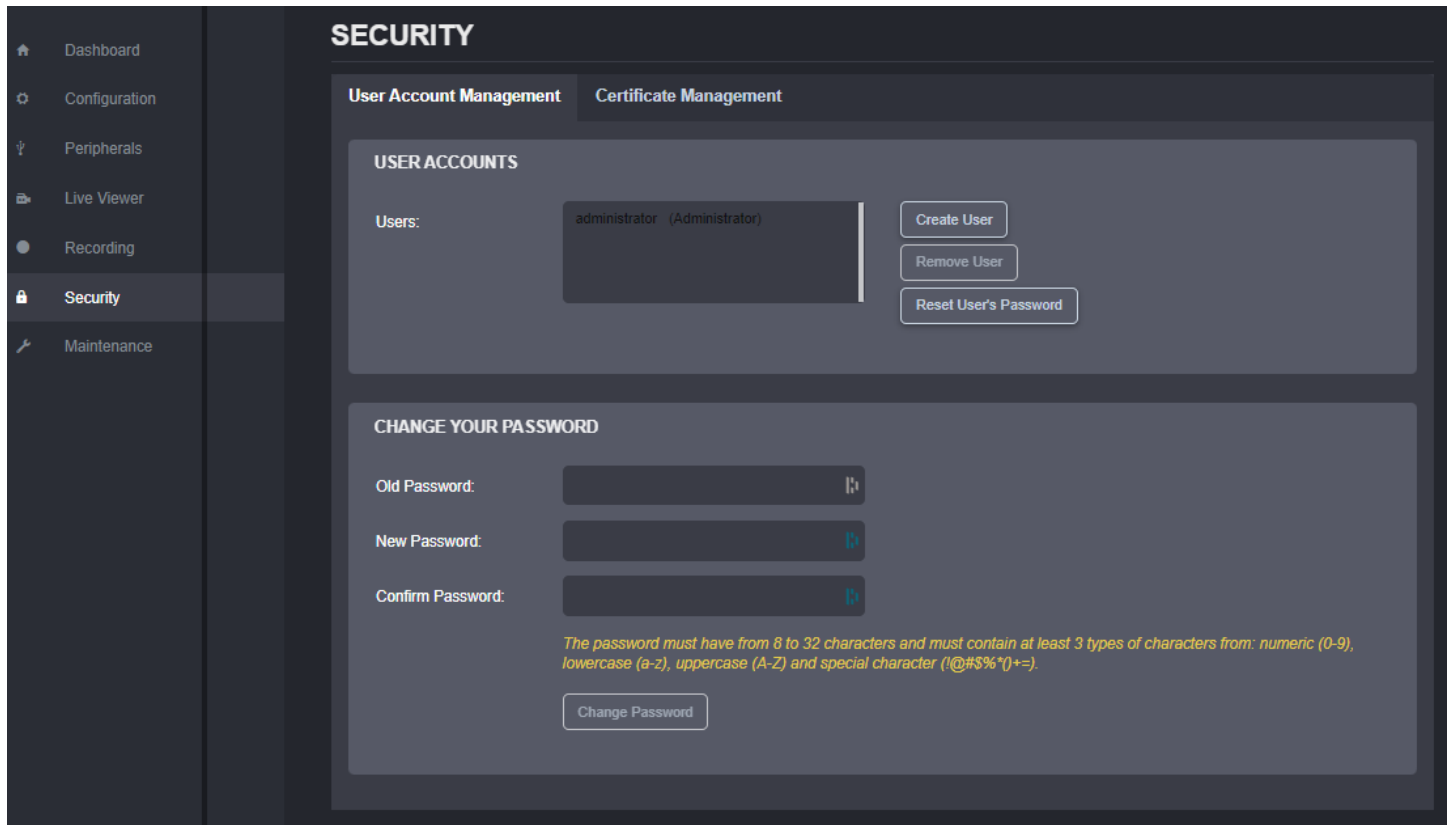 SECURITY
Dashboard
Configuration
Peripherals
Live Viewer
Recording
Security
Maintenance
User Account Management
Certificate Management
USER ACCOUNTS
Users:
administrator (Administrator)
Create User
Remove User
Reset User's Password
CHANGE YOUR PASSWORD
Old Password:
New Password:
Confirm Password:
The password must have from 8 to 32 characters and must contain at least 3 types of characters from: numeric (0-9),
lowercase (a-z), uppercase (A-Z) and special character (!@#$%*()+=).
Change Password